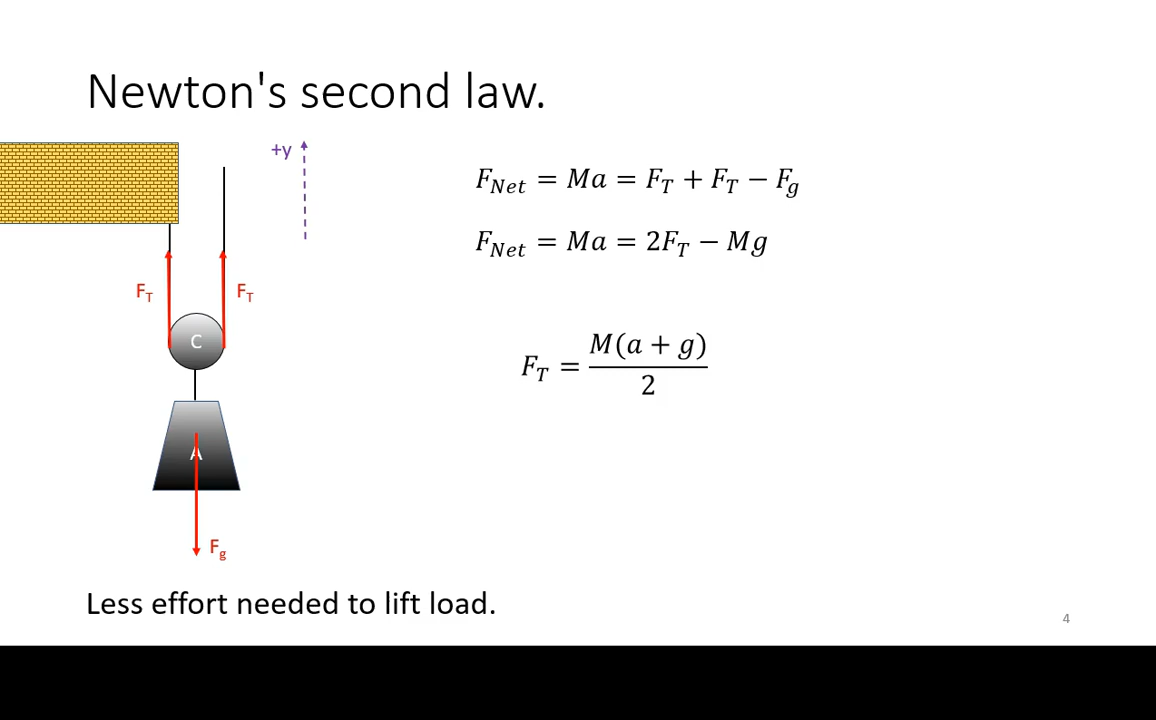 Newton's second law.
+y
F_Net = Ma = F_T + F_T − F_g
F_Net = Ma = 2F_T − Mg
F_T
F_T
C
F_T = M(a + g) / 2
A
F_g
Less effort needed to lift load.
4